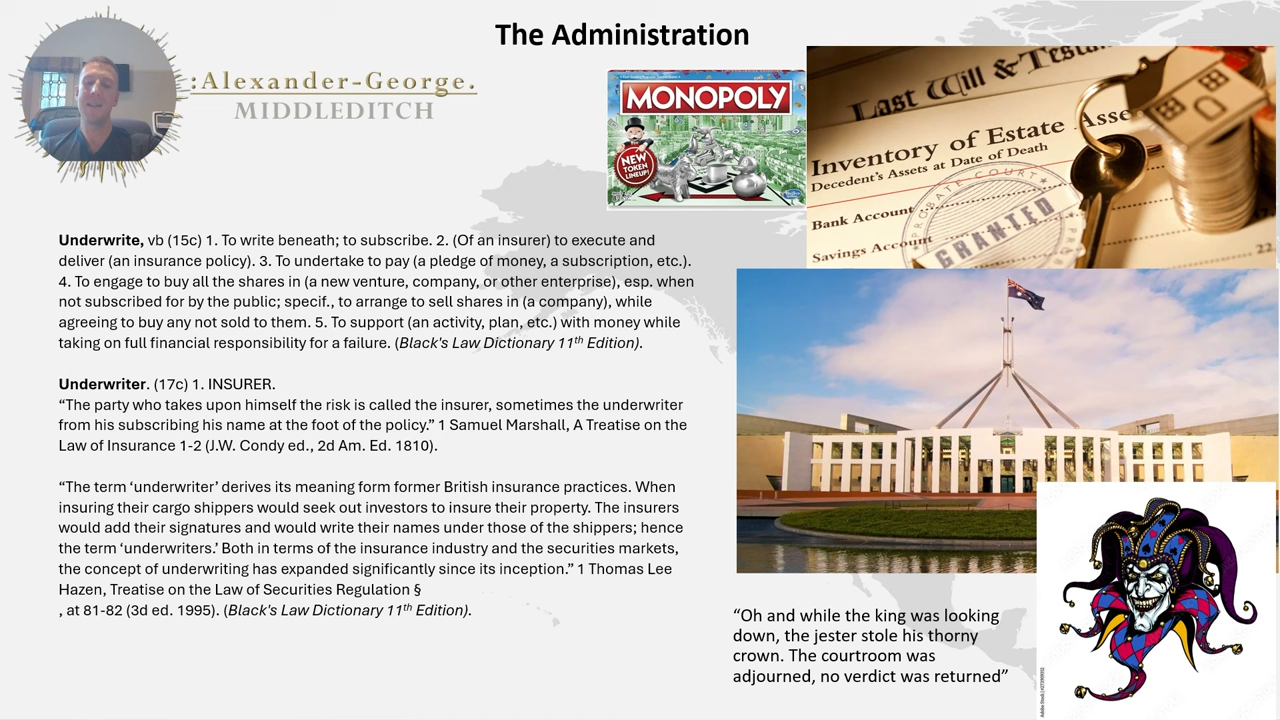 The Administration
:Alexander-George.
MIDDLEDITCH
MONOPOLY
NEW
TOKEN
LINEUP!
Last Will & Testam
Inventory of Estate Asse
Decedent's Assets at Date of Death
Bank Account
Savings Account
PROBATE COURT
GRANTED
22
Underwrite, vb (15c) 1. To write beneath; to subscribe. 2. (Of an insurer) to execute and
deliver (an insurance policy). 3. To undertake to pay (a pledge of money, a subscription, etc.).
4. To engage to buy all the shares in (a new venture, company, or other enterprise), esp. when
not subscribed for by the public; specif., to arrange to sell shares in (a company), while
agreeing to buy any not sold to them. 5. To support (an activity, plan, etc.) with money while
taking on full financial responsibility for a failure. (Black's Law Dictionary 11th Edition).
Underwriter. (17c) 1. INSURER.
“The party who takes upon himself the risk is called the insurer, sometimes the underwriter
from his subscribing his name at the foot of the policy.” 1 Samuel Marshall, A Treatise on the
Law of Insurance 1-2 (J.W. Condy ed., 2d Am. Ed. 1810).
“The term ‘underwriter’ derives its meaning form former British insurance practices. When
insuring their cargo shippers would seek out investors to insure their property. The insurers
would add their signatures and would write their names under those of the shippers; hence
the term ‘underwriters.’ Both in terms of the insurance industry and the securities markets,
the concept of underwriting has expanded significantly since its inception.” 1 Thomas Lee
Hazen, Treatise on the Law of Securities Regulation §
, at 81-82 (3d ed. 1995). (Black's Law Dictionary 11th Edition).
“Oh and while the king was looking
down, the jester stole his thorny
crown. The courtroom was
adjourned, no verdict was returned”